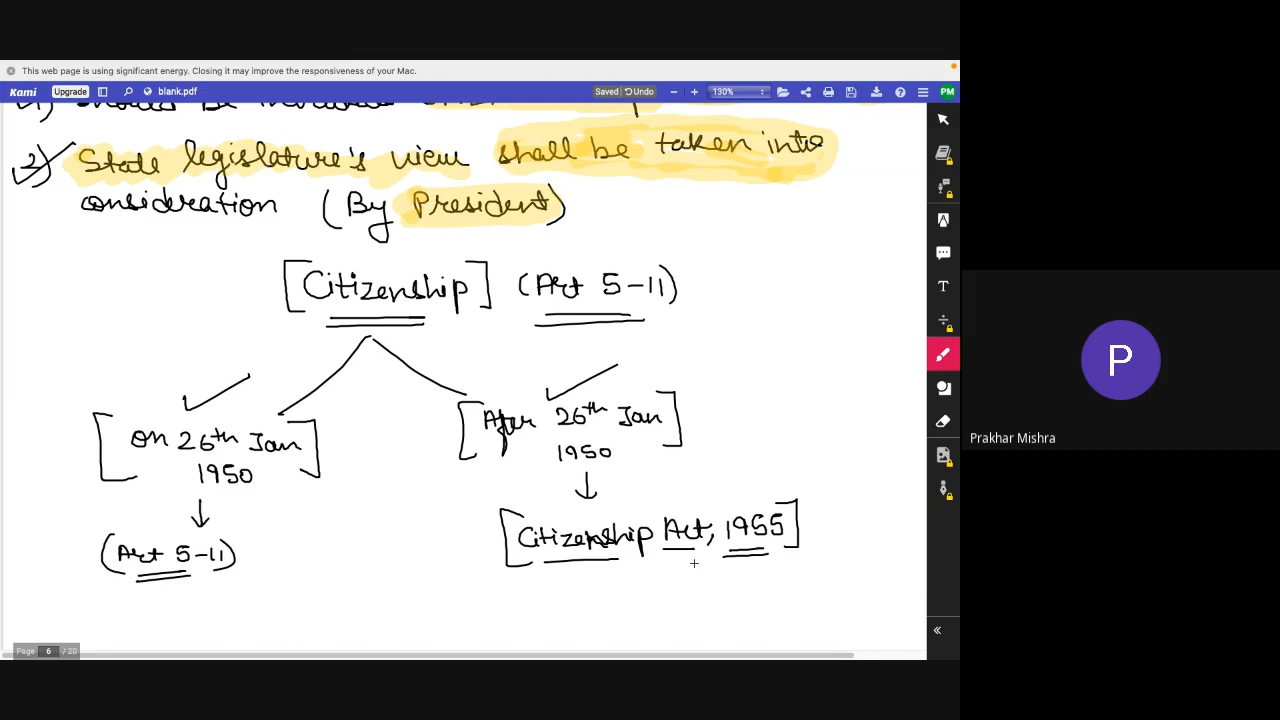 This web page is using significant energy. Closing it may improve the responsiveness of your Mac.
Kami Upgrade blank.pdf Saved Undo 130% PM
2) State legislature's view shall be taken into
consideration (By President)
[Citizenship] (Art 5-11)
[On 26th Jan
1950]
(Art 5-11)
[After 26th Jan
1950]
[Citizenship Act, 1955]
P
Prakhar Mishra
Page 6 / 20